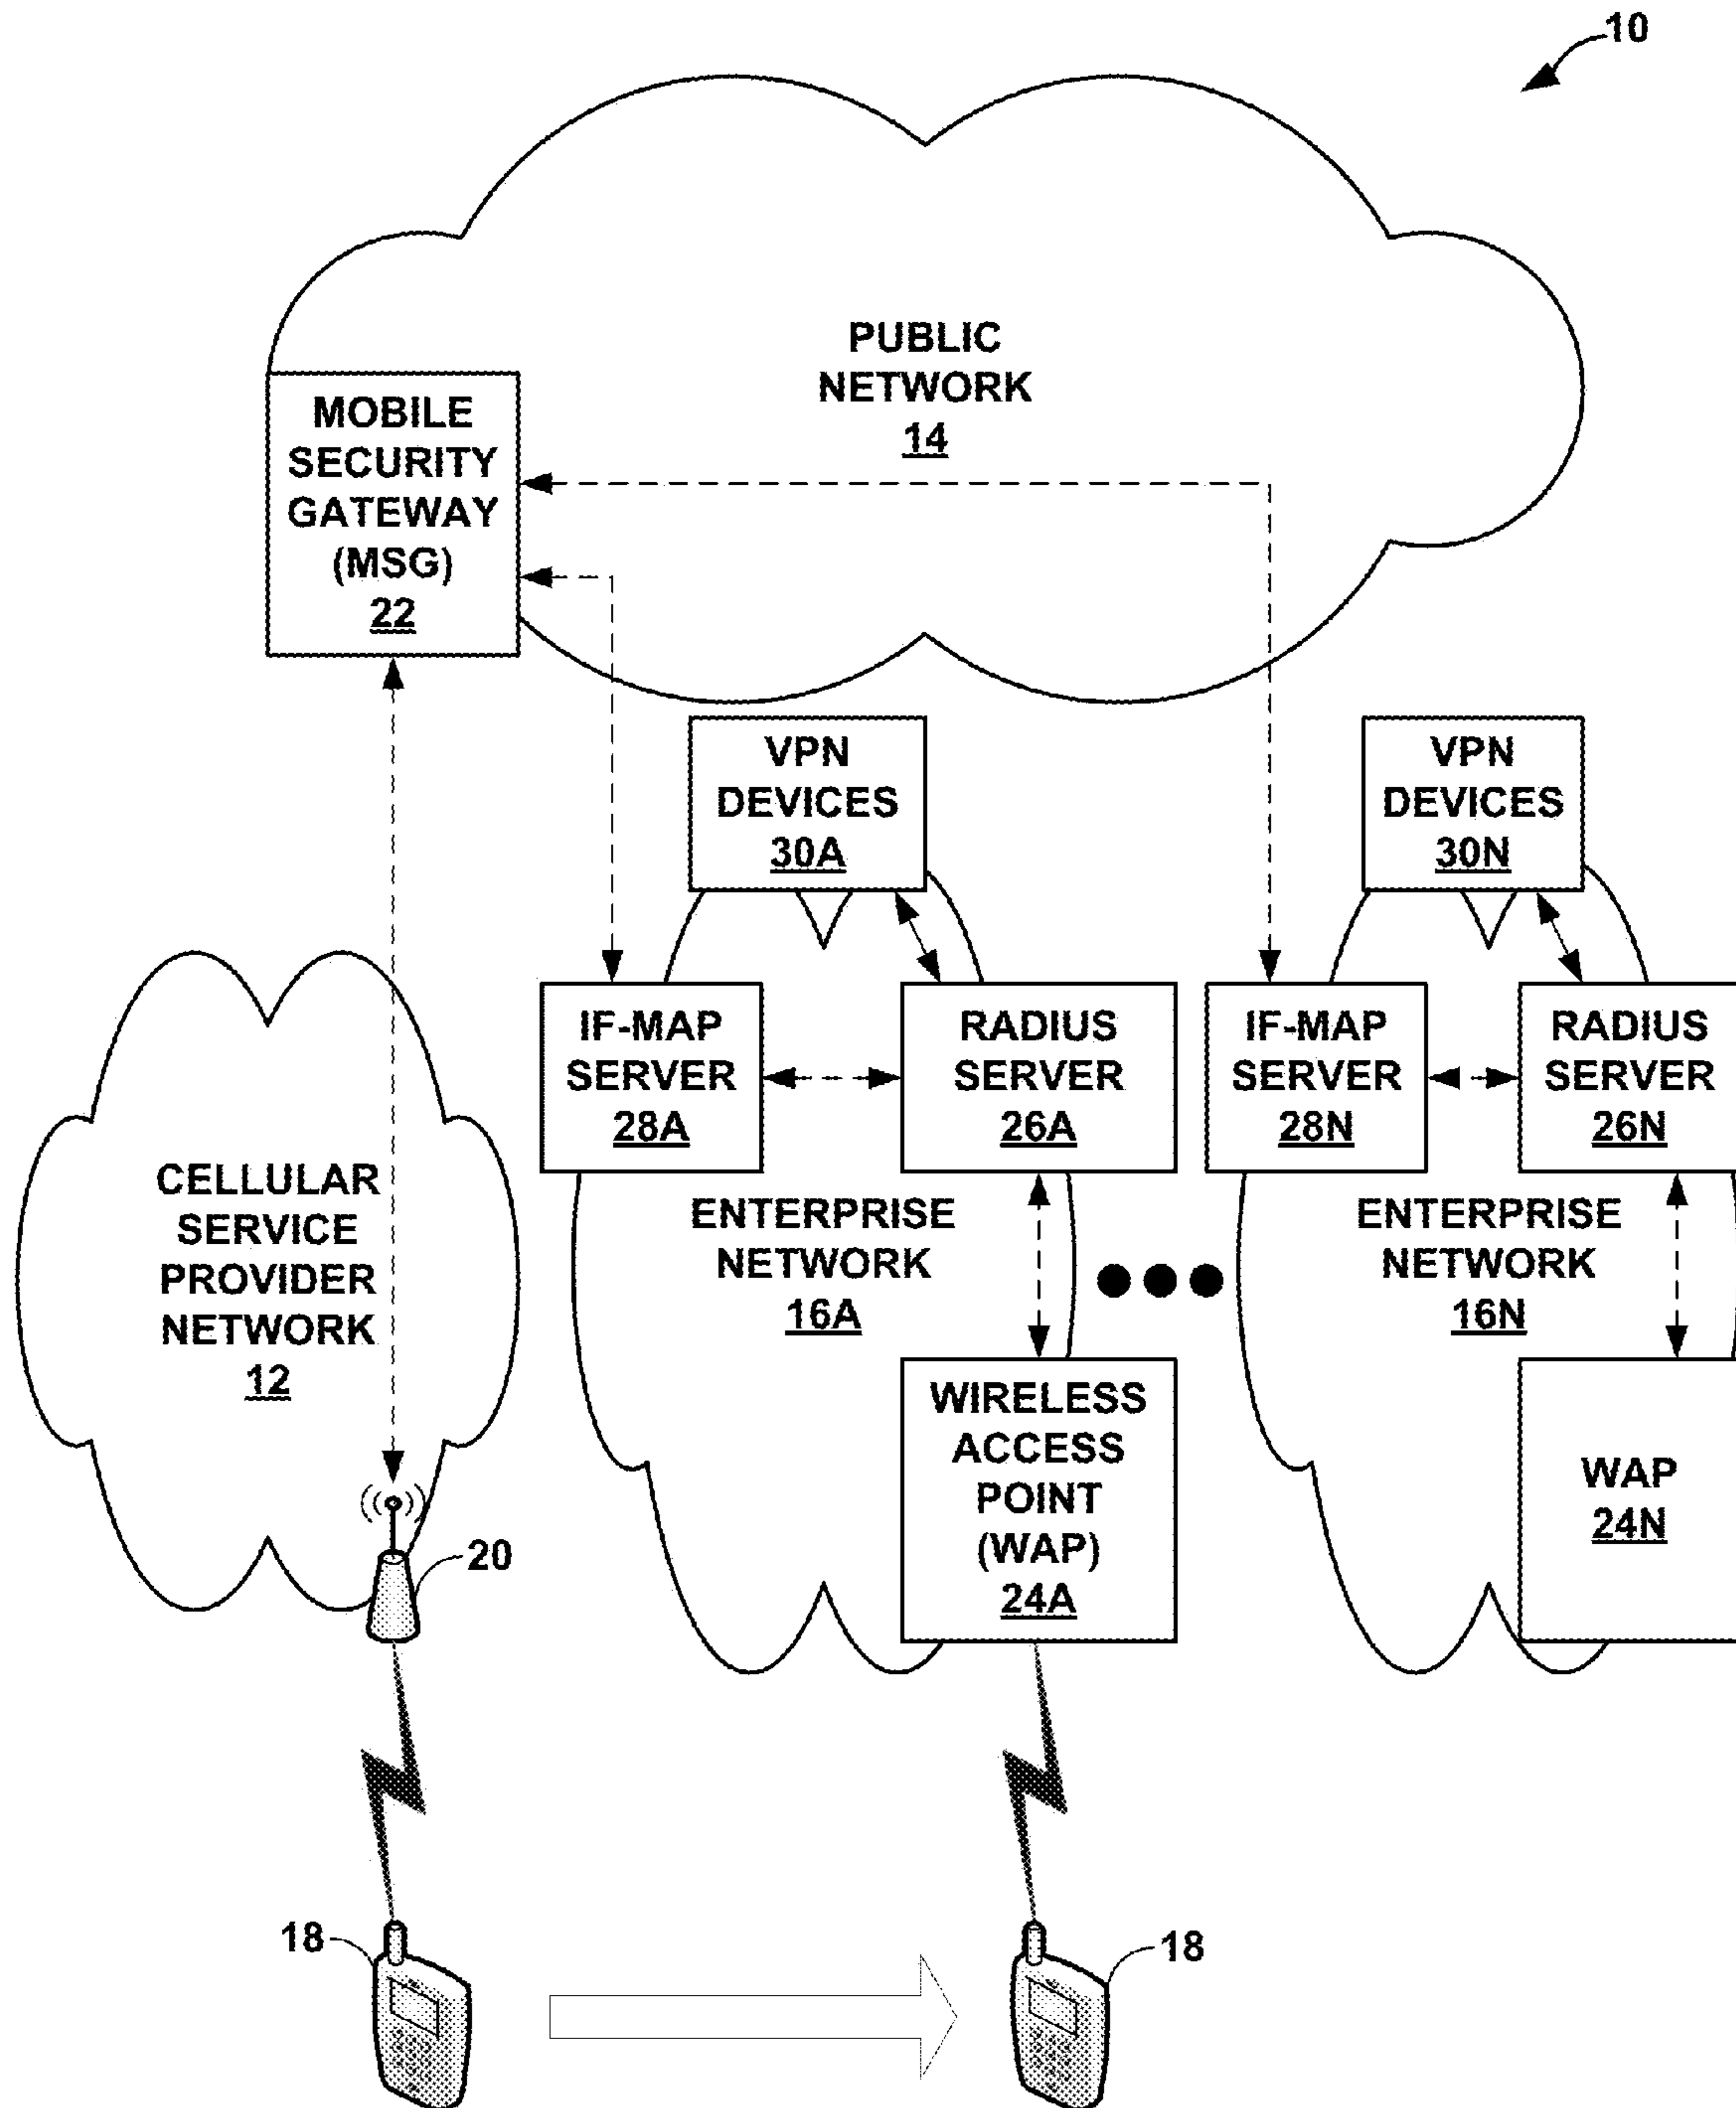 10
PUBLIC
NETWORK
14
MOBILE
SECURITY
GATEWAY
(MSG)
22
VPN
DEVICES
30A
VPN
DEVICES
30N
IF-MAP
SERVER
28A
RADIUS
SERVER
26A
IF-MAP
SERVER
28N
RADIUS
SERVER
26N
CELLULAR
SERVICE
PROVIDER
NETWORK
12
ENTERPRISE
NETWORK
16A
ENTERPRISE
NETWORK
16N
WIRELESS
ACCESS
POINT
(WAP)
24A
WAP
24N
20
18
18